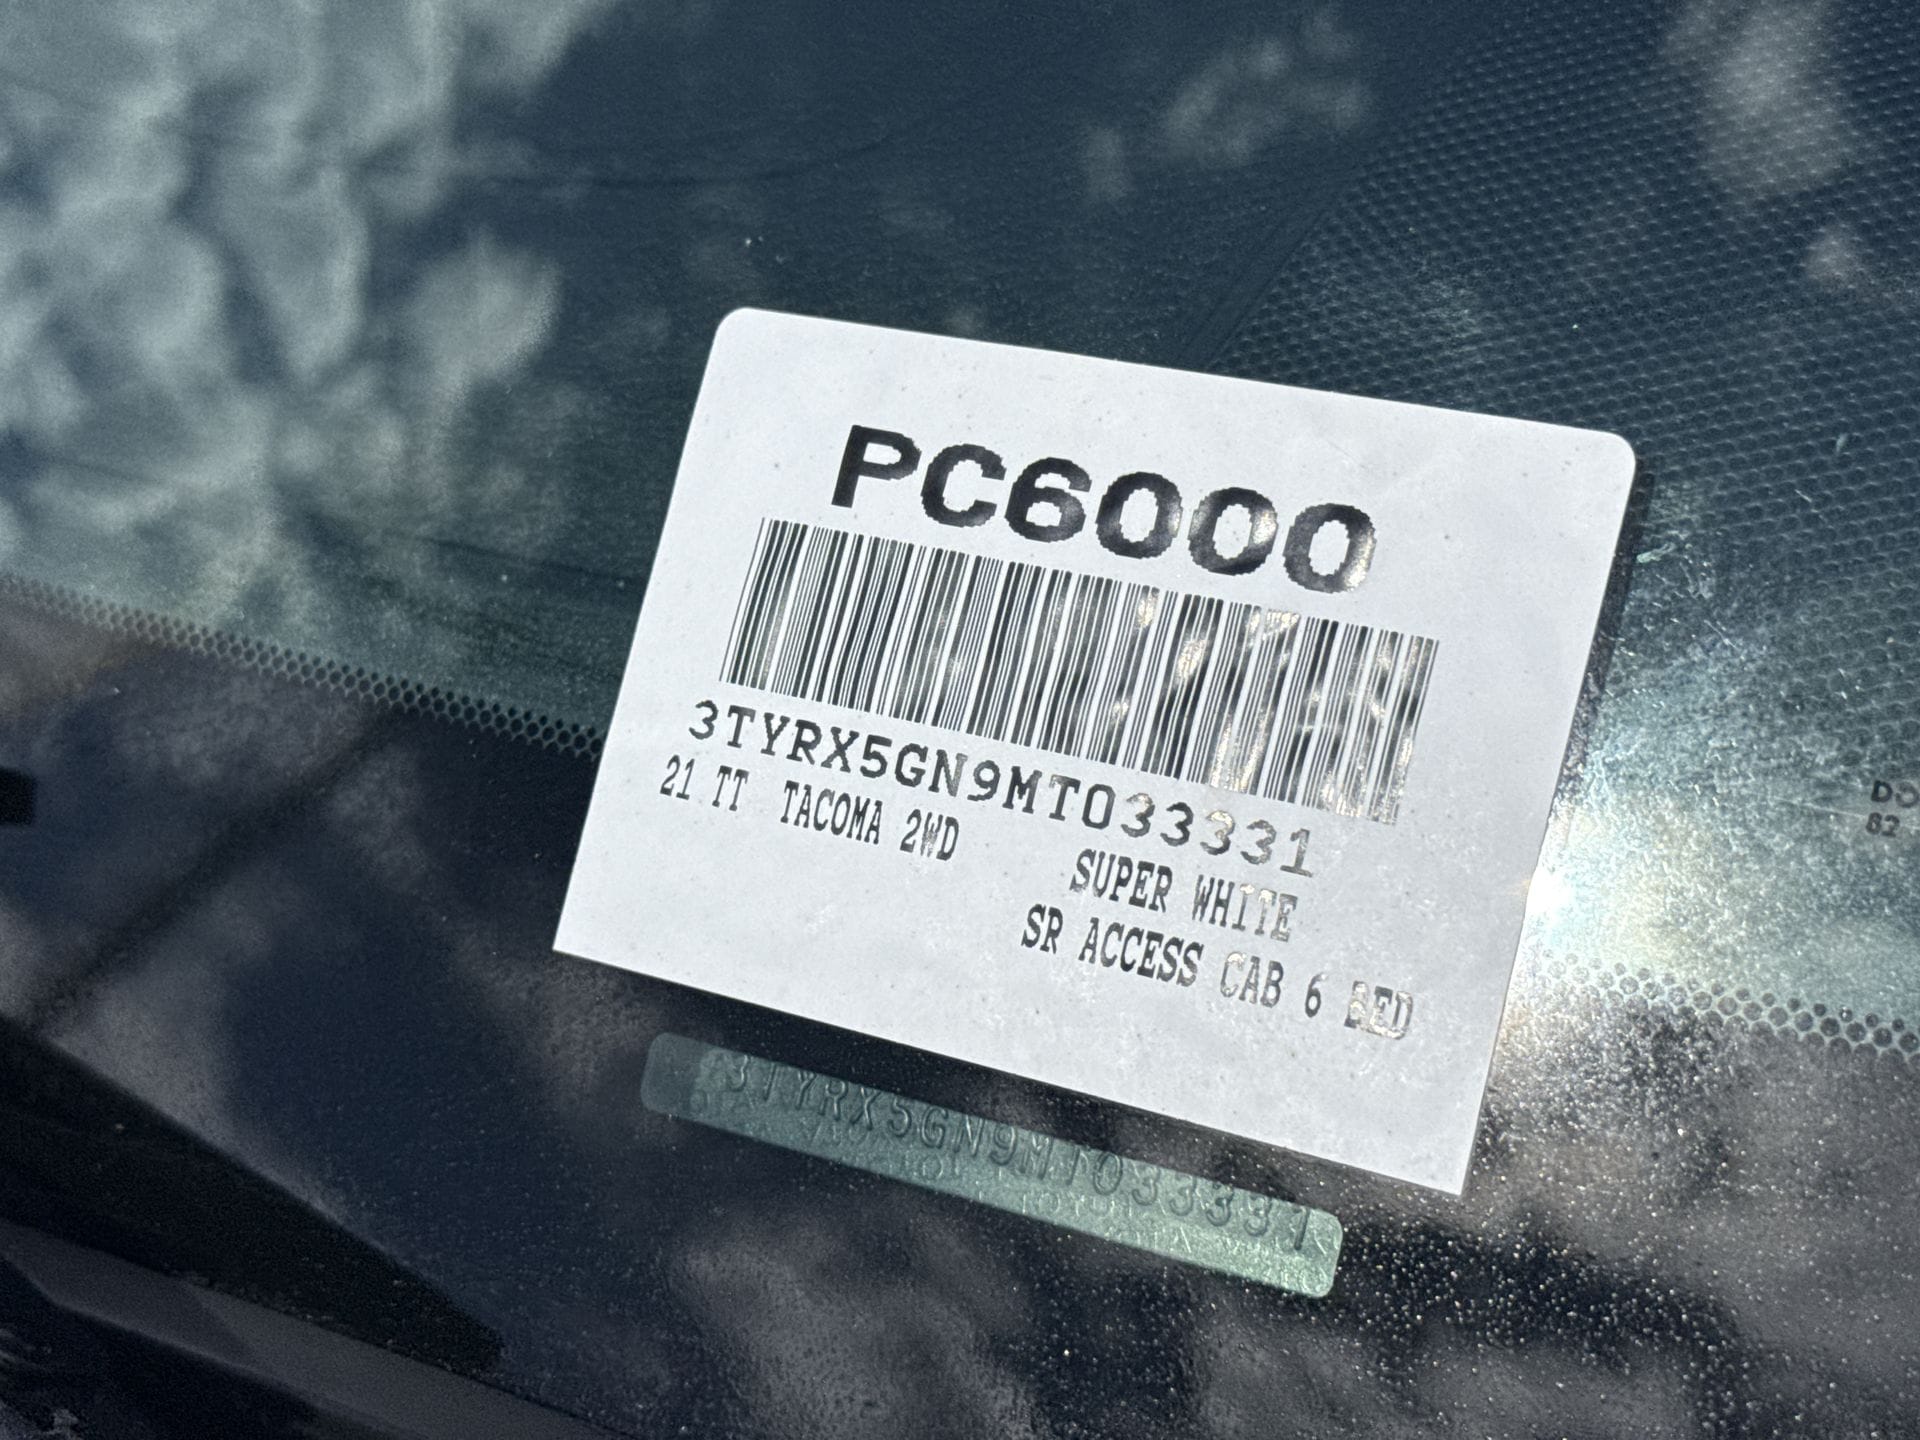 PC6000
3TYRX5GN9MT033331
21 TT TACOMA 2WD
SUPER WHITE
SR ACCESS CAB 6 BED
3TYRX5GN9MT033331